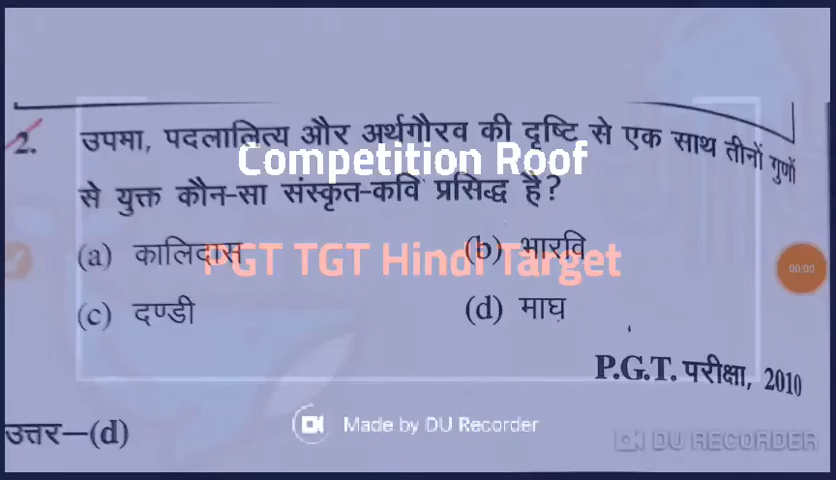 2. उपमा, पदलालित्य और अर्थगौरव की दृष्टि से एक साथ तीनों गुणों
Competition Roof
से युक्त कौन-सा संस्कृत-कवि प्रसिद्ध है?
(a) कालिदास (b) भारवि
PGT TGT Hindi Target
00:00
(c) दण्डी (d) माघ
P.G.T. परीक्षा, 2010
उत्तर–(d)
Made by DU Recorder
DU RECORDER